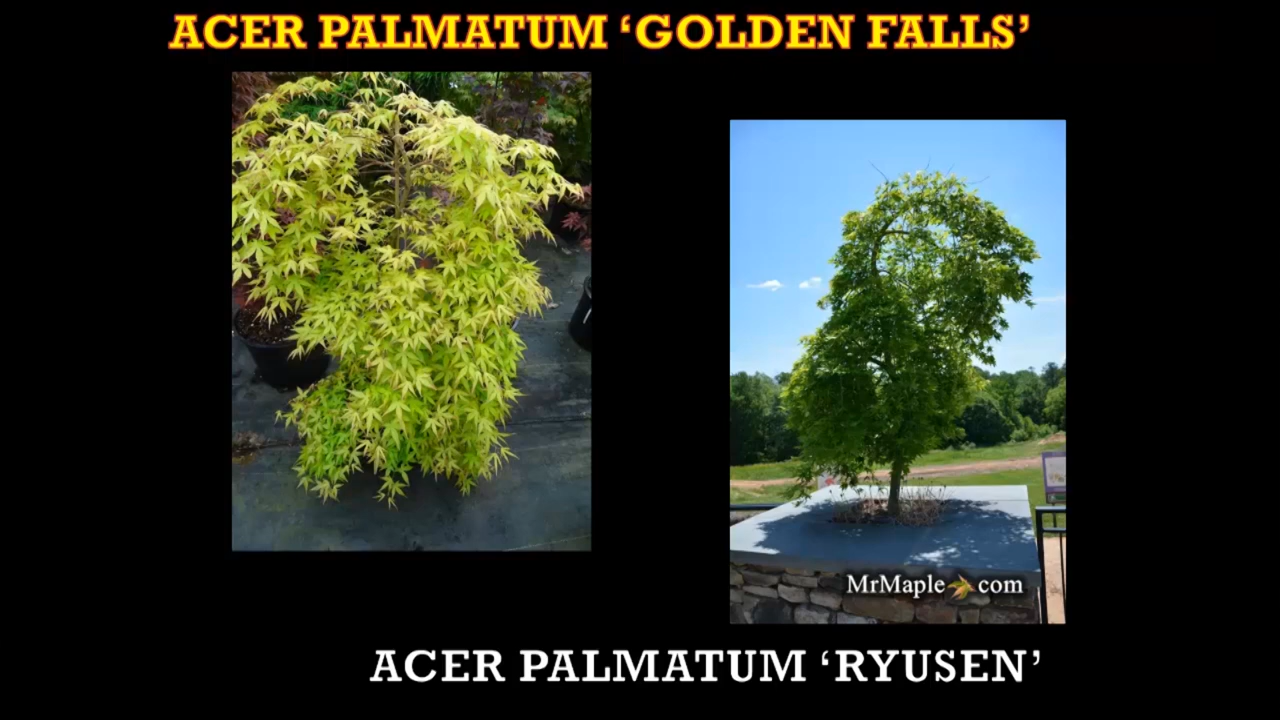 ACER PALMATUM ‘GOLDEN FALLS’
MrMaple com
ACER PALMATUM ‘RYUSEN’